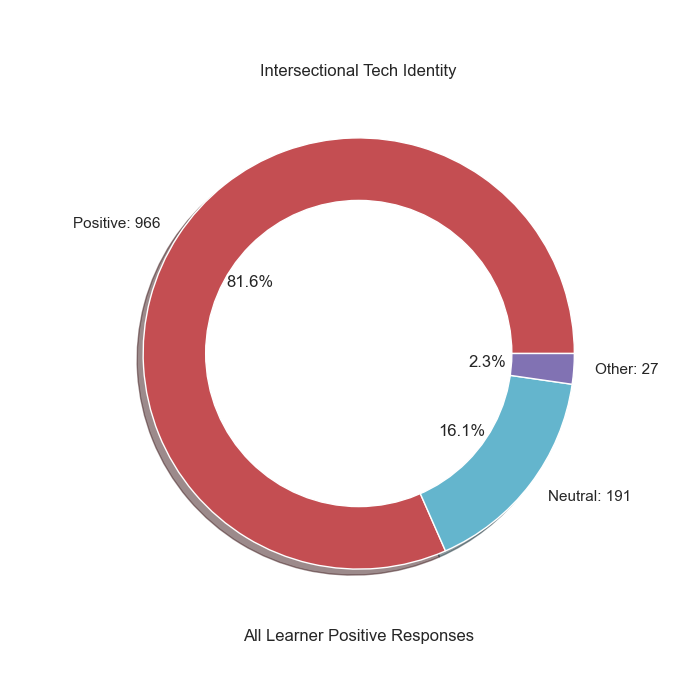 Intersectional Tech Identity
Positive: 966
81.6%
2.3%
Other: 27
16.1%
Neutral: 191
All Learner Positive Responses